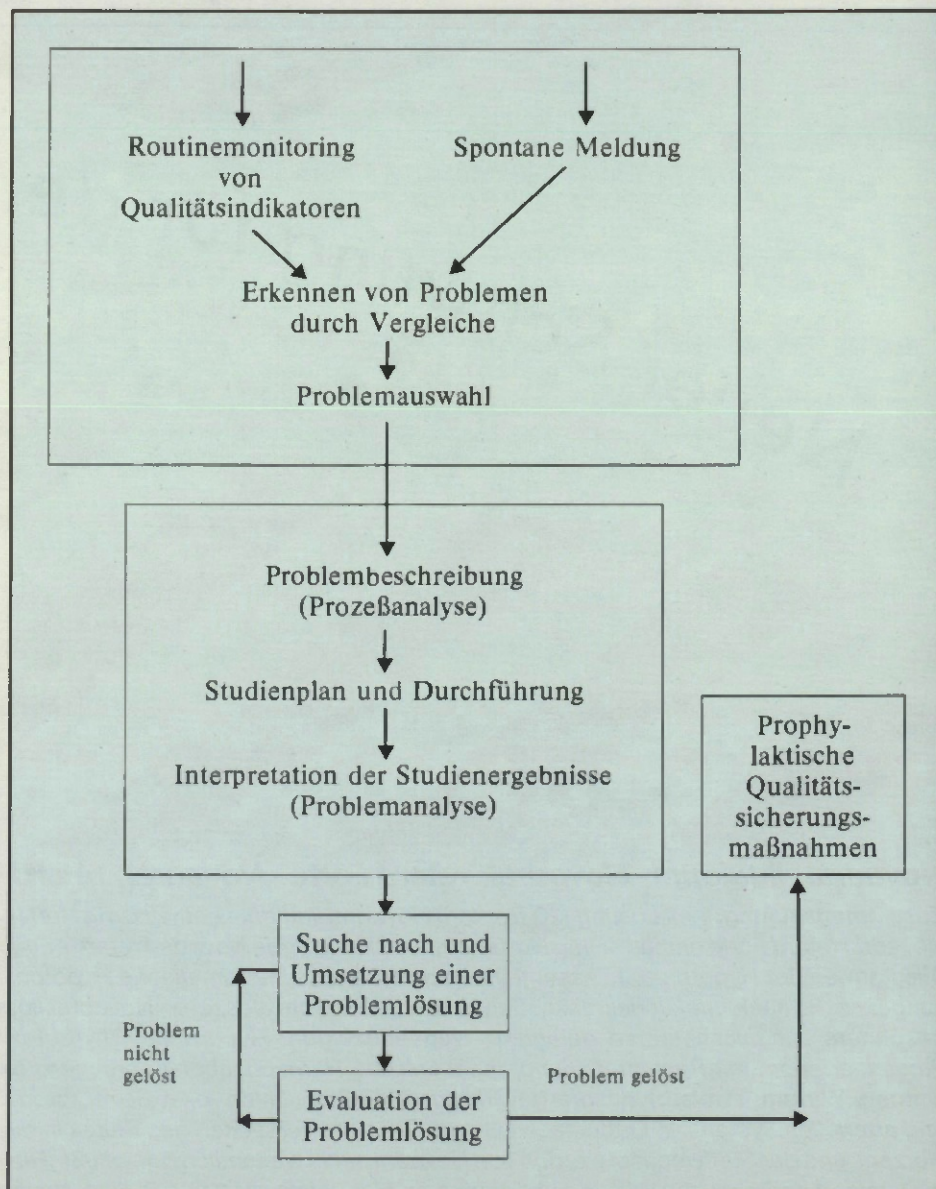 Routinemonitoring
von
Qualitätsindikatoren
Spontane Meldung
Erkennen von Problemen
durch Vergleiche
Problemauswahl
Problembeschreibung
(Prozeßanalyse)
Studienplan und Durchführung
Interpretation der Studienergebnisse
(Problemanalyse)
Prophy-
laktische
Qualitäts-
sicherungs-
maßnahmen
Suche nach und
Umsetzung einer
Problemlösung
Problem
nicht
gelöst
Problem gelöst
Evaluation der
Problemlösung